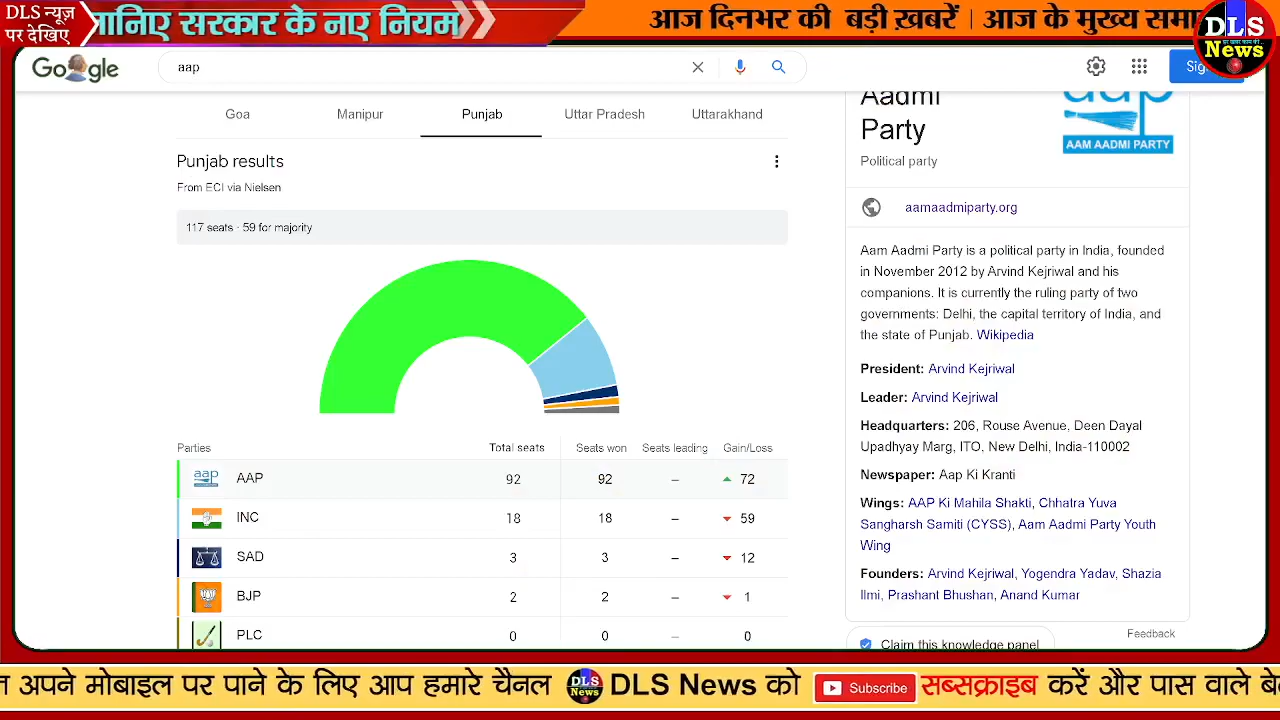 DLS न्यूज़
पर देखिए
जानिए सरकार के नए नियम
आज दिनभर की बड़ी ख़बरें | आज के मुख्य
DLS
News
Google
aap
Goa
Manipur
Punjab
Uttar Pradesh
Uttarakhand
Punjab results
From ECI via Nielsen
117 seats · 59 for majority
Parties Total seats Seats won Seats leading Gain/Loss
aap AAP 92 92 – 72
INC 18 18 – 59
SAD 3 3 – 12
BJP 2 2 – 1
PLC 0 0 – 0
Aadmi
Party
Political party
aap
AAM AADMI PARTY
aamaadmiparty.org
Aam Aadmi Party is a political party in India, founded
in November 2012 by Arvind Kejriwal and his
companions. It is currently the ruling party of two
governments: Delhi, the capital territory of India, and
the state of Punjab. Wikipedia
President: Arvind Kejriwal
Leader: Arvind Kejriwal
Headquarters: 206, Rouse Avenue, Deen Dayal
Upadhyay Marg, ITO, New Delhi, India-110002
Newspaper: Aap Ki Kranti
Wings: AAP Ki Mahila Shakti, Chhatra Yuva
Sangharsh Samiti (CYSS), Aam Aadmi Party Youth
Wing
Founders: Arvind Kejriwal, Yogendra Yadav, Shazia
Ilmi, Prashant Bhushan, Anand Kumar
Feedback
Claim this knowledge panel
अपने मोबाइल पर पाने के लिए आप हमारे चैनल DLS News DLS News को Subscribe सब्सक्राइब करें और पास वाले